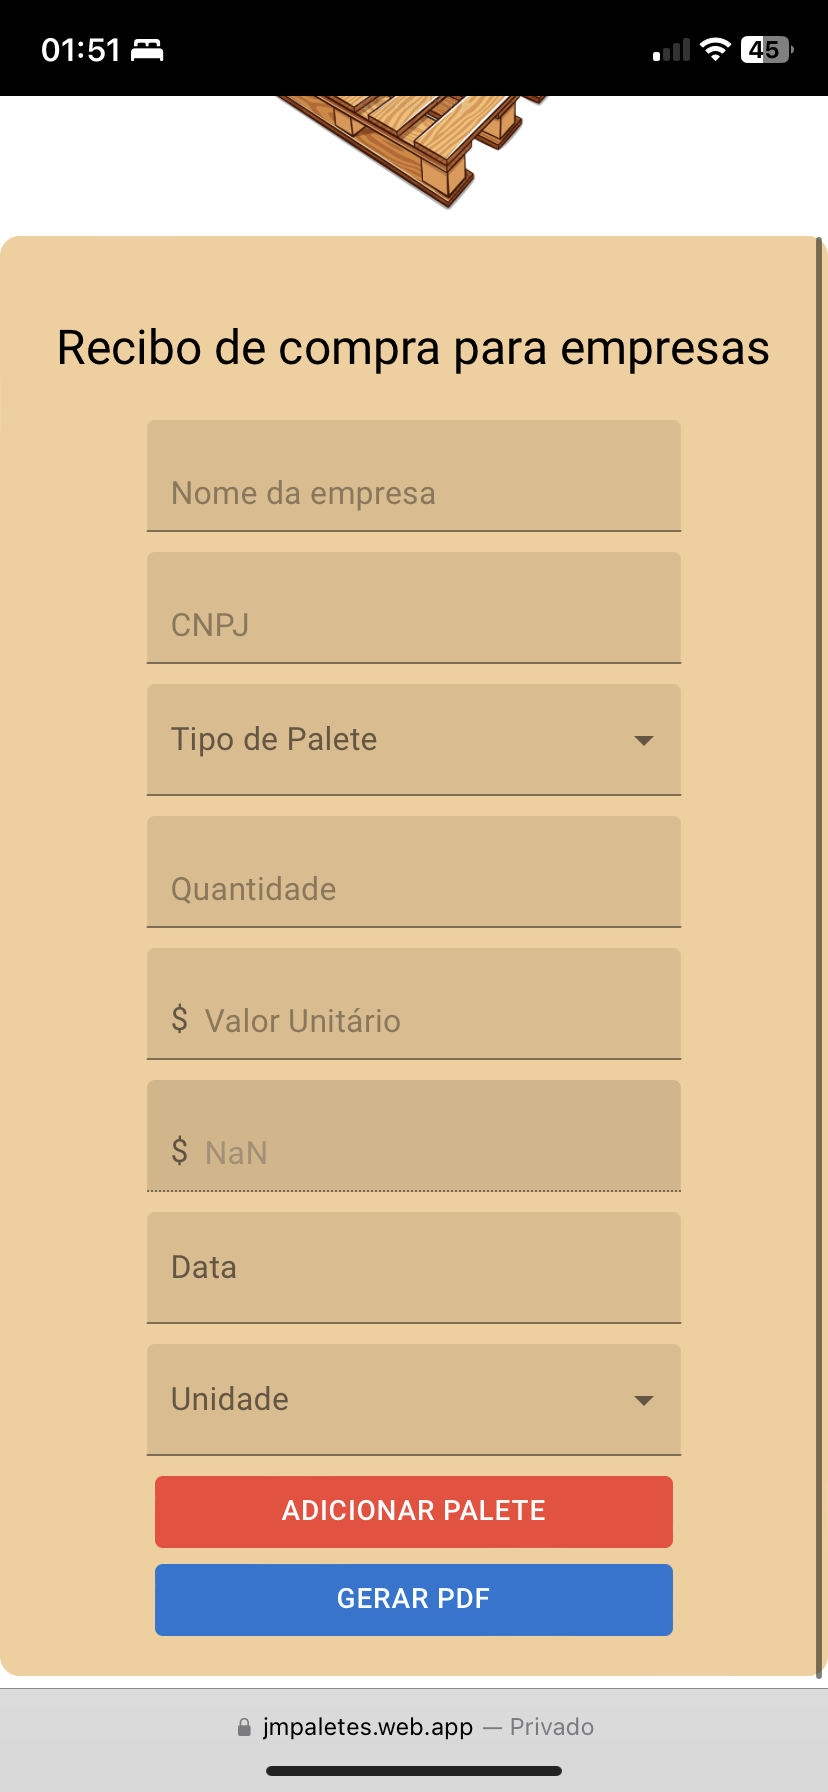 01:51
45
Recibo de compra para empresas
Nome da empresa
CNPJ
Tipo de Palete
Quantidade
$ Valor Unitário
$ NaN
Data
Unidade
ADICIONAR PALETE
GERAR PDF
jmpaletes.web.app — Privado